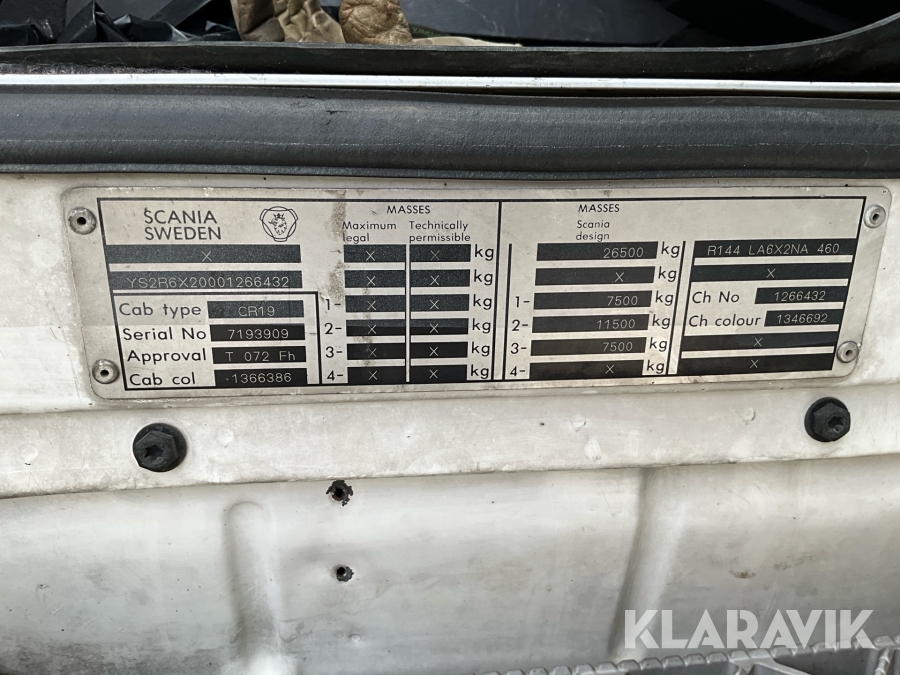 SCANIA
SWEDEN
X
YS2R6X20001266432
Cab type CR19
Serial No 7193909
Approval T 072 Fh
Cab col 1366386
MASSES
Maximum legal Technically permissible
X X kg
X X kg
1- X X kg
2- X X kg
3- X X kg
4- X X kg
MASSES
Scania design
26500 kg
X kg
1- 7500 kg
2- 11500 kg
3- 7500 kg
4- X kg
R144 LA6X2NA 460
X
Ch No 1266432
Ch colour 1346692
X
X
KLARAVIK